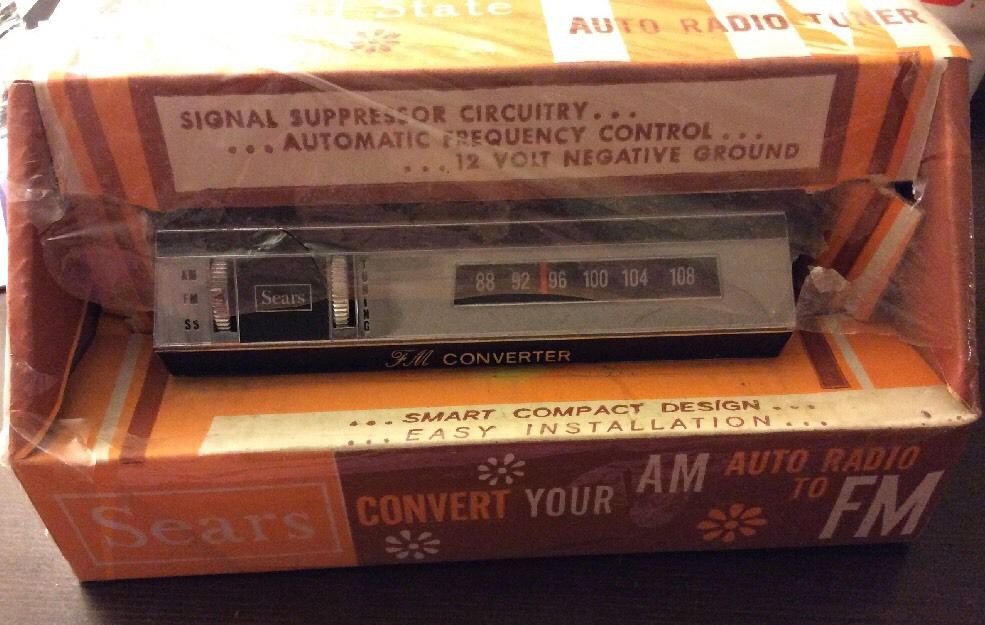 State
AUTO RADIO TUNER
SIGNAL SUPPRESSOR CIRCUITRY...
...AUTOMATIC FREQUENCY CONTROL...
...12 VOLT NEGATIVE GROUND
AM
FM
SS
Sears
TUNING
88 92 96 100 104 108
FM CONVERTER
...SMART COMPACT DESIGN...
...EASY INSTALLATION...
Sears
CONVERT YOUR AM AUTO RADIO
TO FM